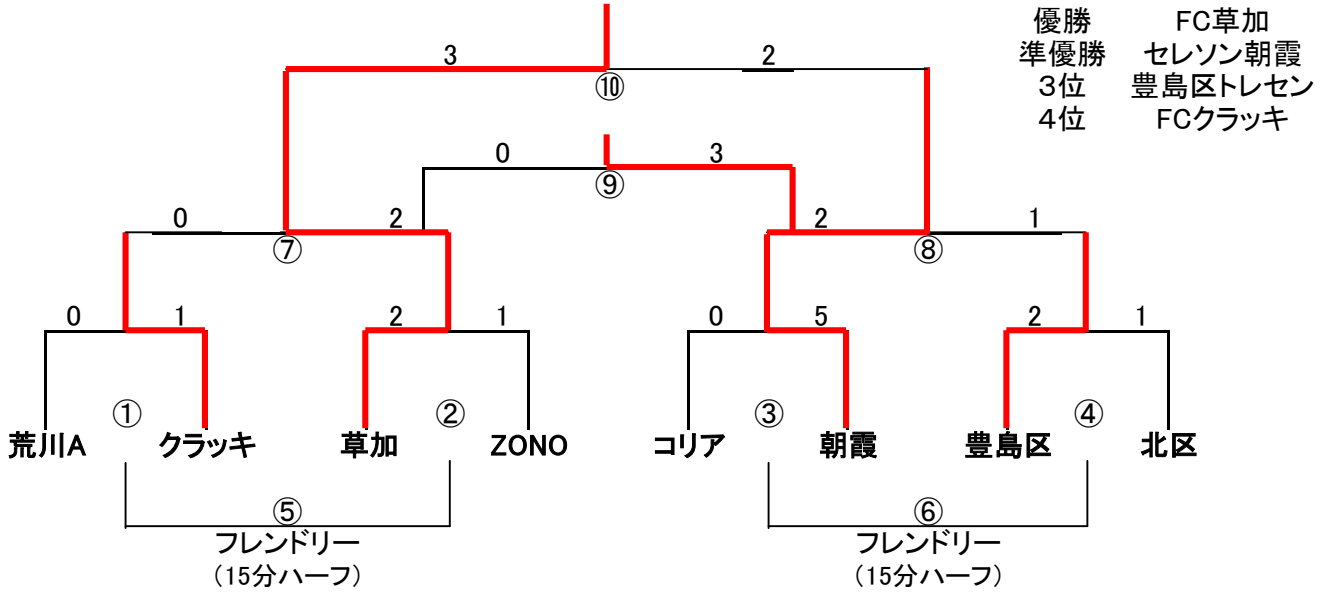 優勝 FC草加
準優勝 セレソン朝霞
3位 豊島区トレセン
4位 FCクラッキ
3 2
⑩
0 3
⑨
0 2 2 1
⑦ ⑧
0 1 2 1 0 5 2 1
① ② ③ ④
荒川A クラッキ 草加 ZONO コリア 朝霞 豊島区 北区
⑤ ⑥
フレンドリー フレンドリー
(15分ハーフ) (15分ハーフ)